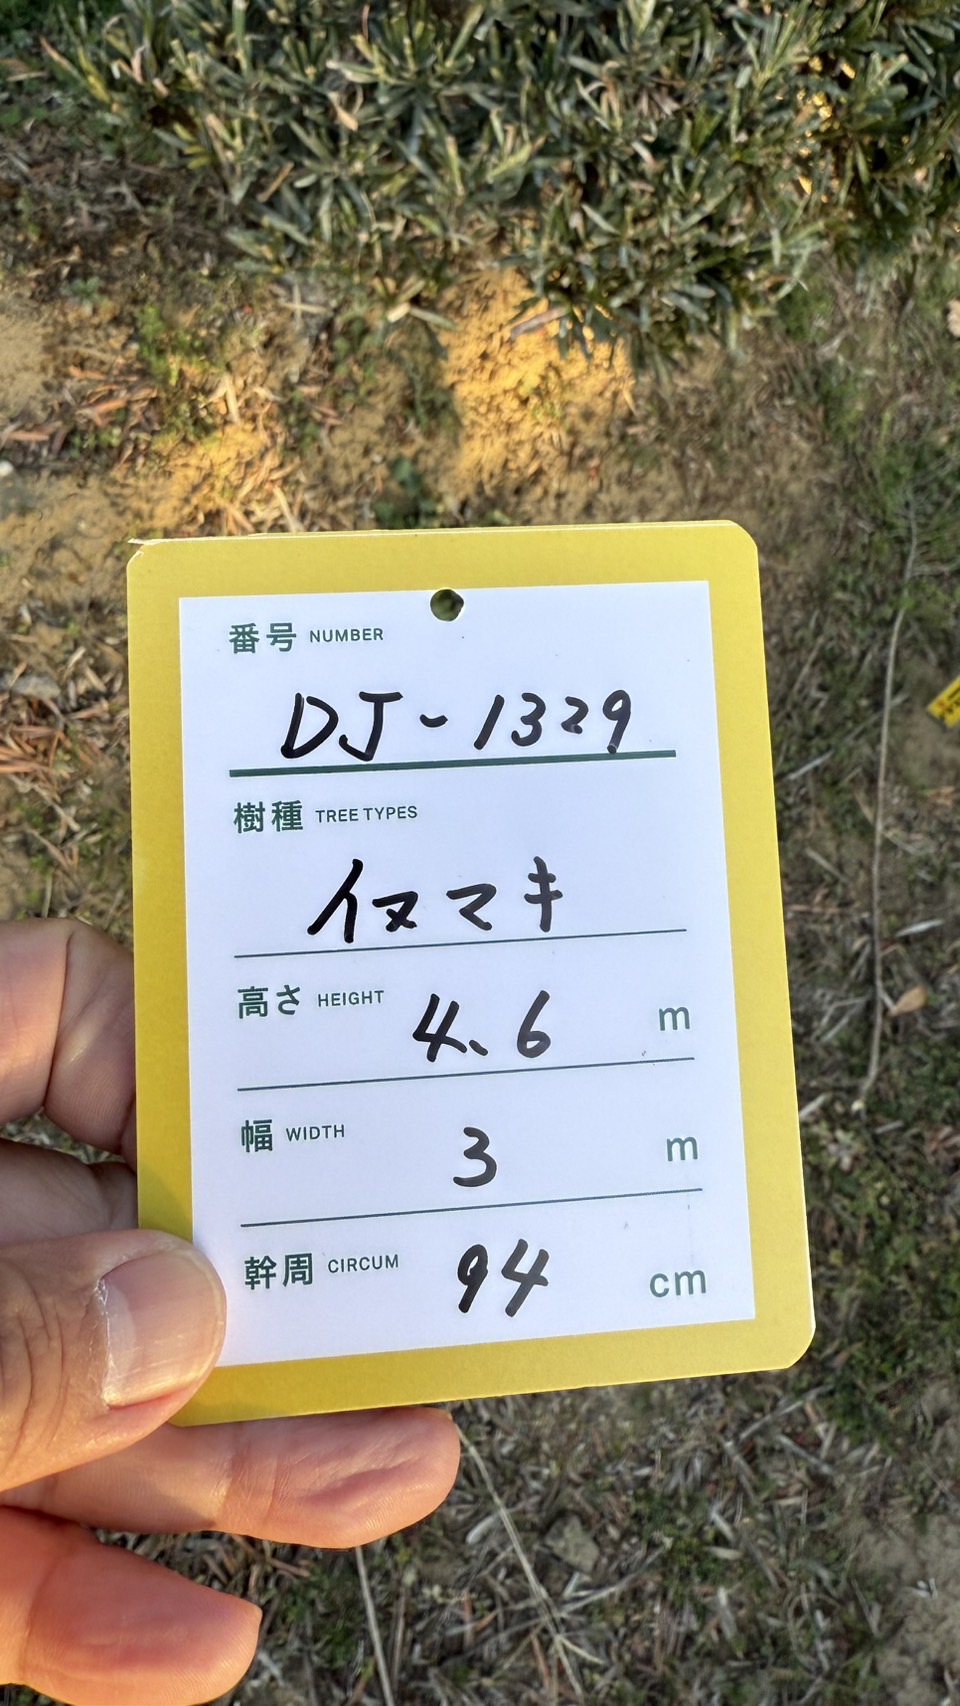 番号 NUMBER
DJ-1329
樹種 TREE TYPES
イヌマキ
高さ HEIGHT 4.6 m
幅 WIDTH 3 m
幹周 CIRCUM 94 cm